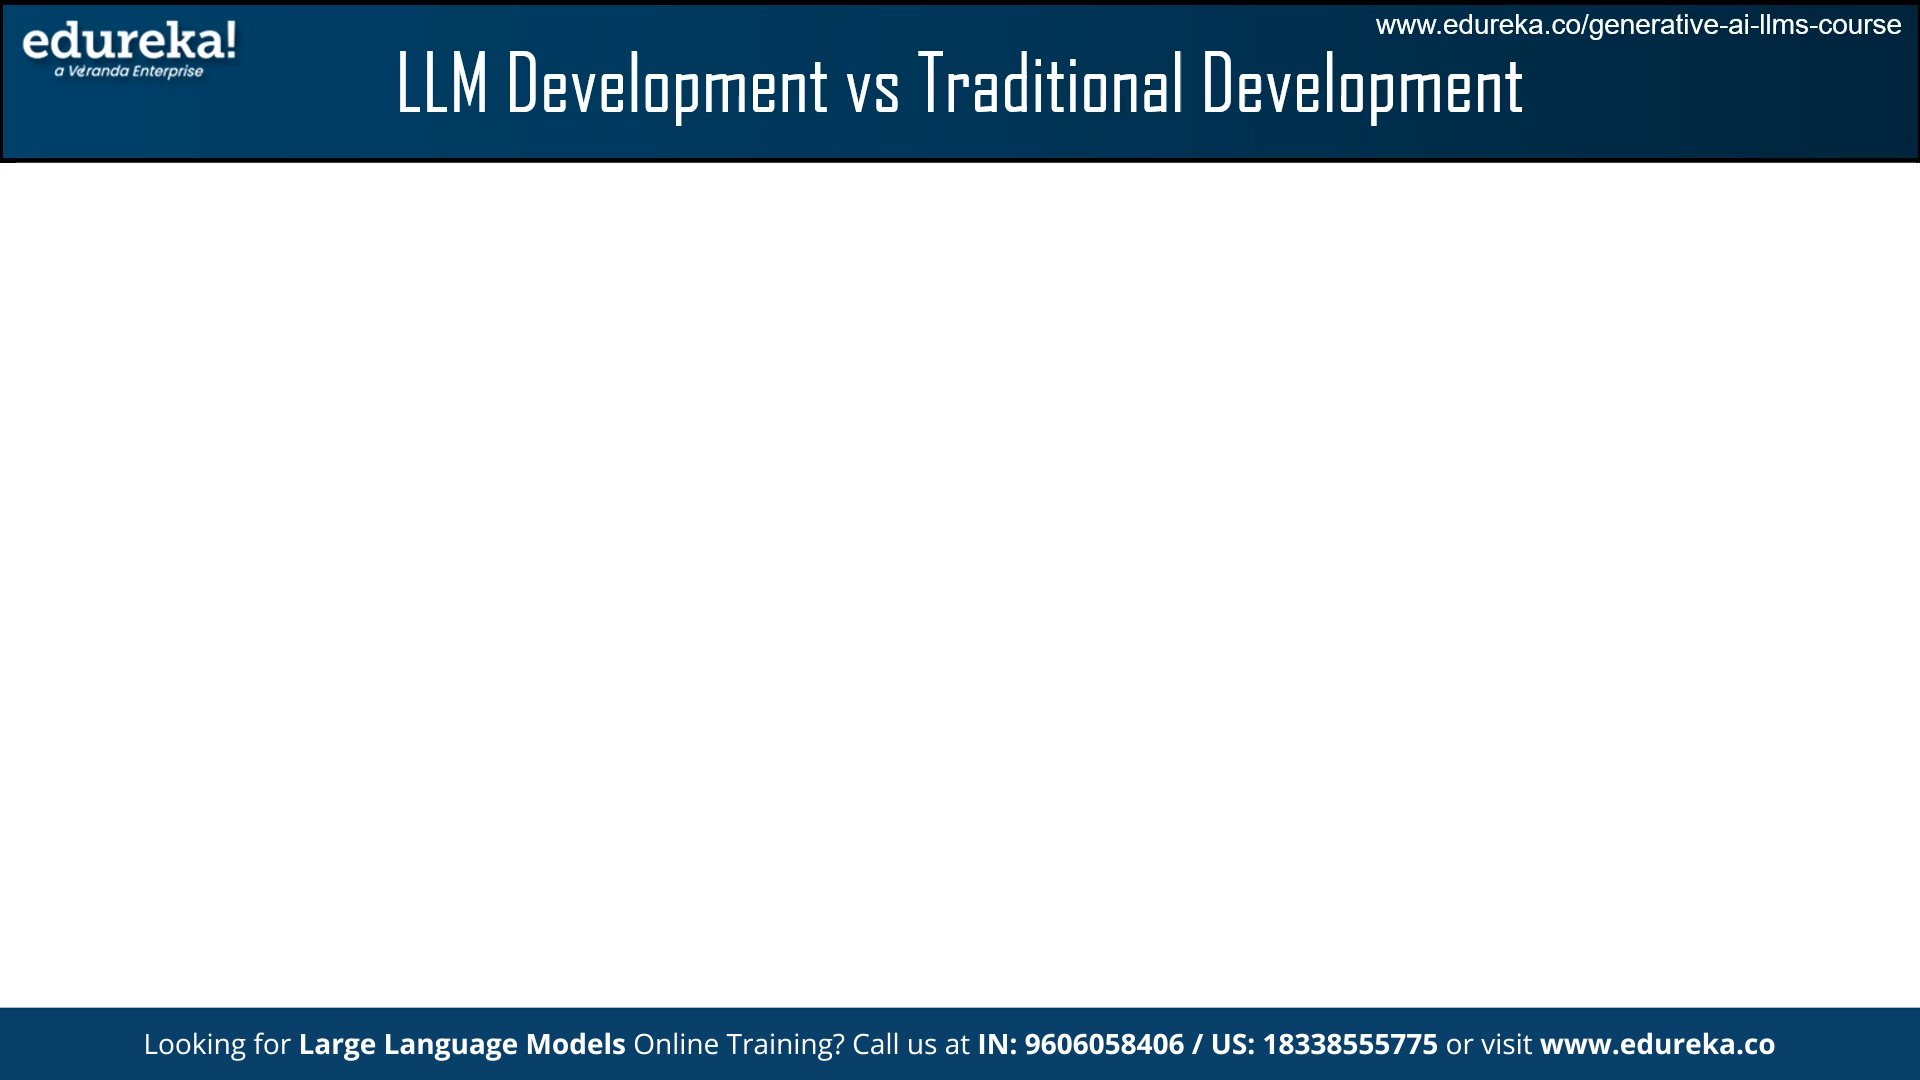 edureka!
a Veranda Enterprise
www.edureka.co/generative-ai-llms-course
LLM Development vs Traditional Development
Looking for Large Language Models Online Training? Call us at IN: 9606058406 / US: 18338555775 or visit www.edureka.co